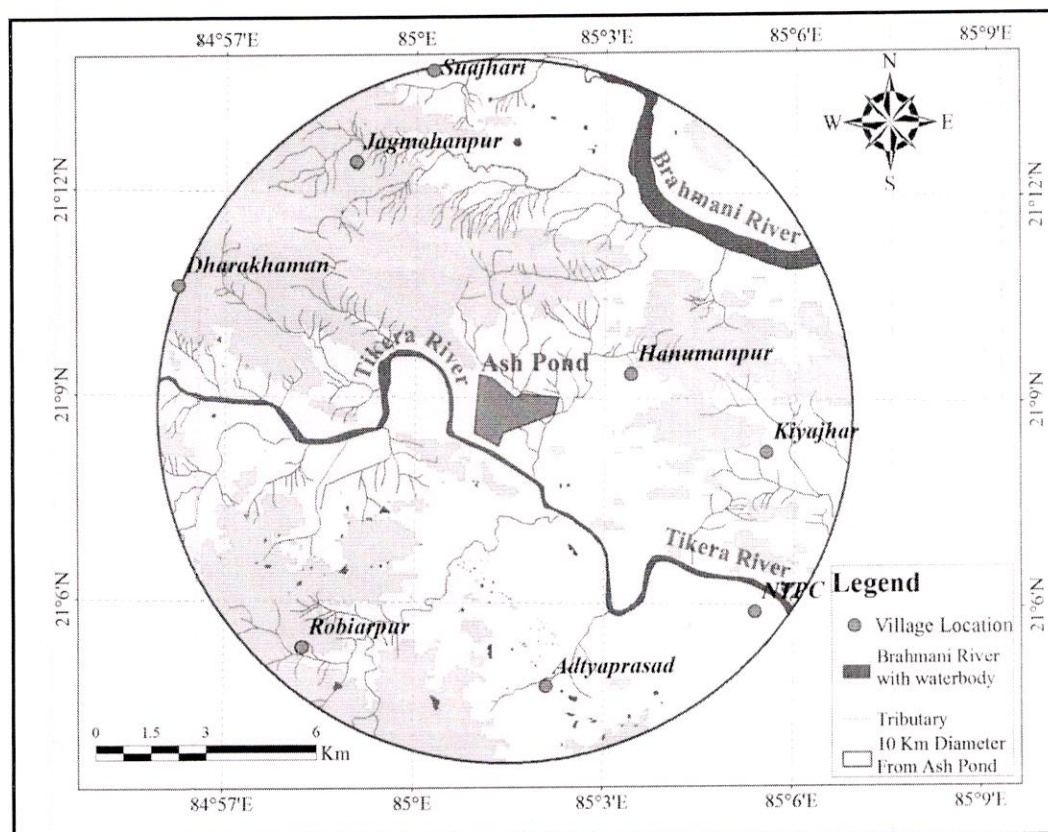 84°57'E 85°E 85°3'E 85°6'E 85°9'E
Suajhari
N
W E
S
Jagmohanpur
Brahmani River
21°12'N 21°12'N
Dharakhaman
Tikera River
Ash Pond
Hanumanpur
21°9'N 21°9'N
Kiyajhar
Tikera River
NTPC
Legend
21°6'N 21°6'N
Village Location
Robiarpur
Brahmani River
with waterbody
Adtyaprasad
Tributary
0 1.5 3 6
Km
10 Km Diameter
From Ash Pond
84°57'E 85°E 85°3'E 85°6'E 85°9'E